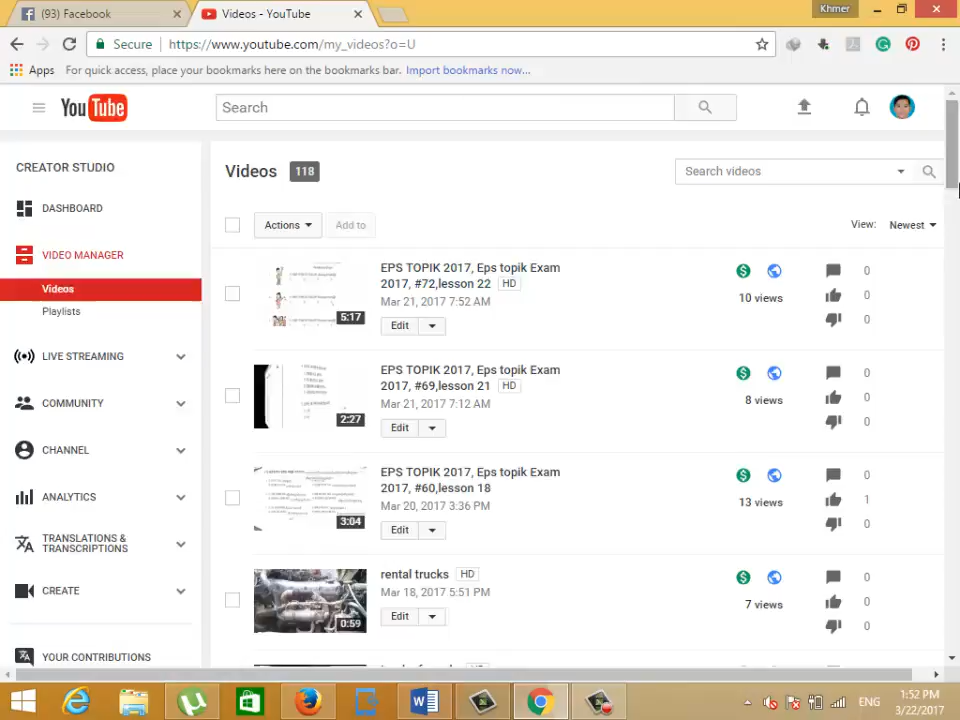 (93) Facebook
Videos - YouTube
Khmer
Secure
https://www.youtube.com/my_videos?o=U
Apps
For quick access, place your bookmarks here on the bookmarks bar. Import bookmarks now...
YouTube
Search
CREATOR STUDIO
DASHBOARD
VIDEO MANAGER
Videos
Playlists
LIVE STREAMING
COMMUNITY
CHANNEL
ANALYTICS
TRANSLATIONS &
TRANSCRIPTIONS
CREATE
YOUR CONTRIBUTIONS
Videos 118
Search videos
Actions
Add to
View: Newest
EPS TOPIK 2017, Eps topik Exam
2017, #72,lesson 22 HD
Mar 21, 2017 7:52 AM
Edit
5:17
10 views
0
0
0
EPS TOPIK 2017, Eps topik Exam
2017, #69,lesson 21 HD
Mar 21, 2017 7:12 AM
Edit
2:27
8 views
0
0
0
EPS TOPIK 2017, Eps topik Exam
2017, #60,lesson 18
Mar 20, 2017 3:36 PM
Edit
3:04
13 views
0
1
0
rental trucks HD
Mar 18, 2017 5:51 PM
Edit
0:59
7 views
0
0
0
ENG
1:52 PM
3/22/2017